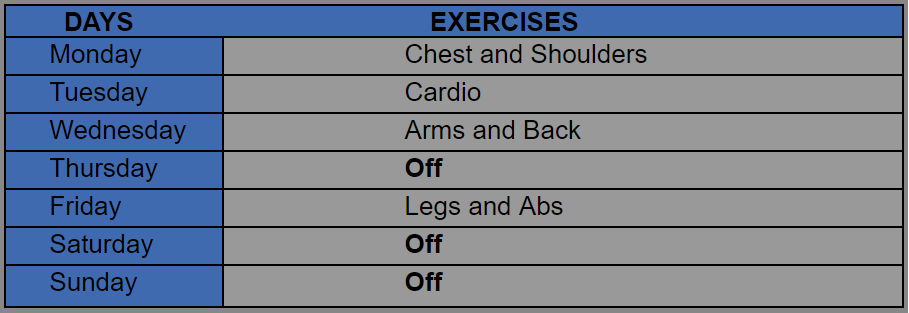 DAYS EXERCISES
Monday Chest and Shoulders
Tuesday Cardio
Wednesday Arms and Back
Thursday Off
Friday Legs and Abs
Saturday Off
Sunday Off